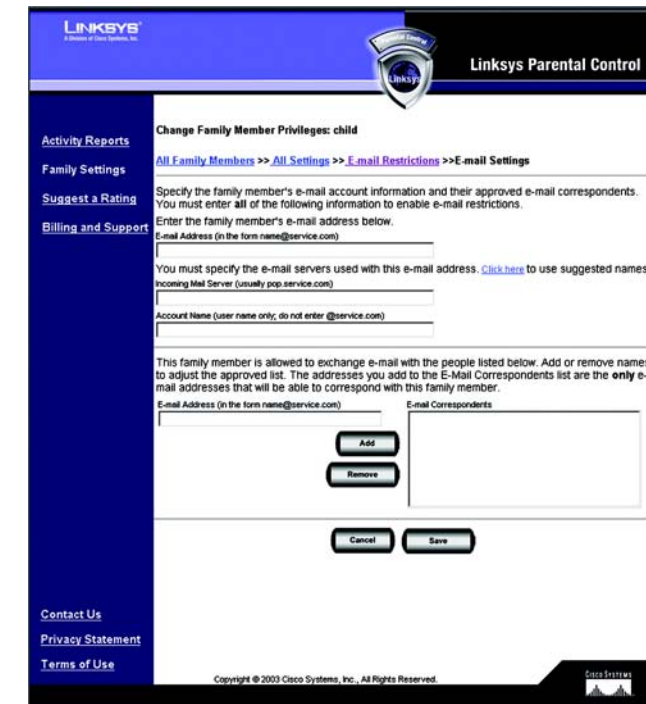 LINKSYS®
A Division of Cisco Systems, Inc.
Parental Control
Linksys
Linksys Parental Control
Activity Reports
Family Settings
Suggest a Rating
Billing and Support
Change Family Member Privileges: child
All Family Members >> All Settings >> E-mail Restrictions >>E-mail Settings
Specify the family member's e-mail account information and their approved e-mail correspondents.
You must enter all of the following information to enable e-mail restrictions.
Enter the family member's e-mail address below.
E-mail Address (in the form name@service.com)
You must specify the e-mail servers used with this e-mail address. Click here to use suggested names
Incoming Mail Server (usually pop.service.com)
Account Name (user name only; do not enter @service.com)
This family member is allowed to exchange e-mail with the people listed below. Add or remove names
to adjust the approved list. The addresses you add to the E-Mail Correspondents list are the only e-
mail addresses that will be able to correspond with this family member.
E-mail Address (in the form name@service.com)
E-mail Correspondents
Add
Remove
Cancel
Save
Contact Us
Privacy Statement
Terms of Use
Copyright © 2003 Cisco Systems, Inc., All Rights Reserved.
CISCO SYSTEMS